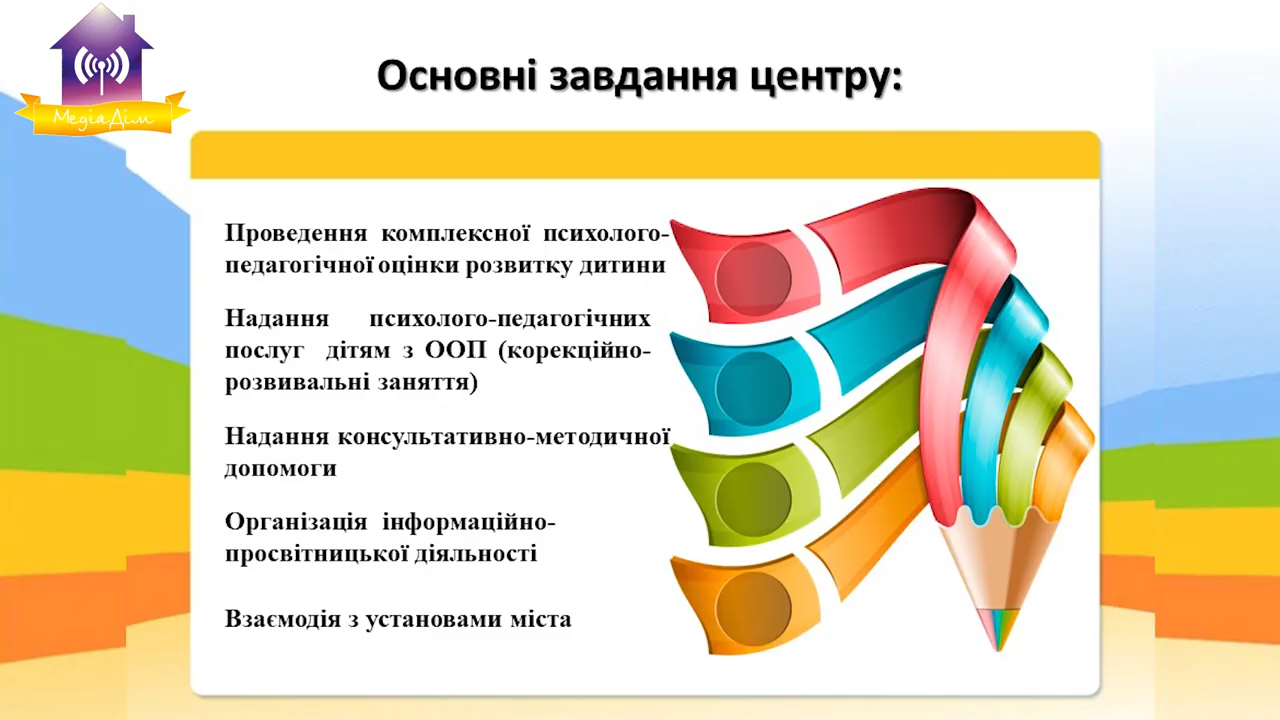 МедіаДім
Основні завдання центру:
Проведення комплексної психолого-
педагогічної оцінки розвитку дитини
Надання психолого-педагогічних
послуг дітям з ООП (корекційно-
розвивальні заняття)
Надання консультативно-методичної
допомоги
Організація інформаційно-
просвітницької діяльності
Взаємодія з установами міста